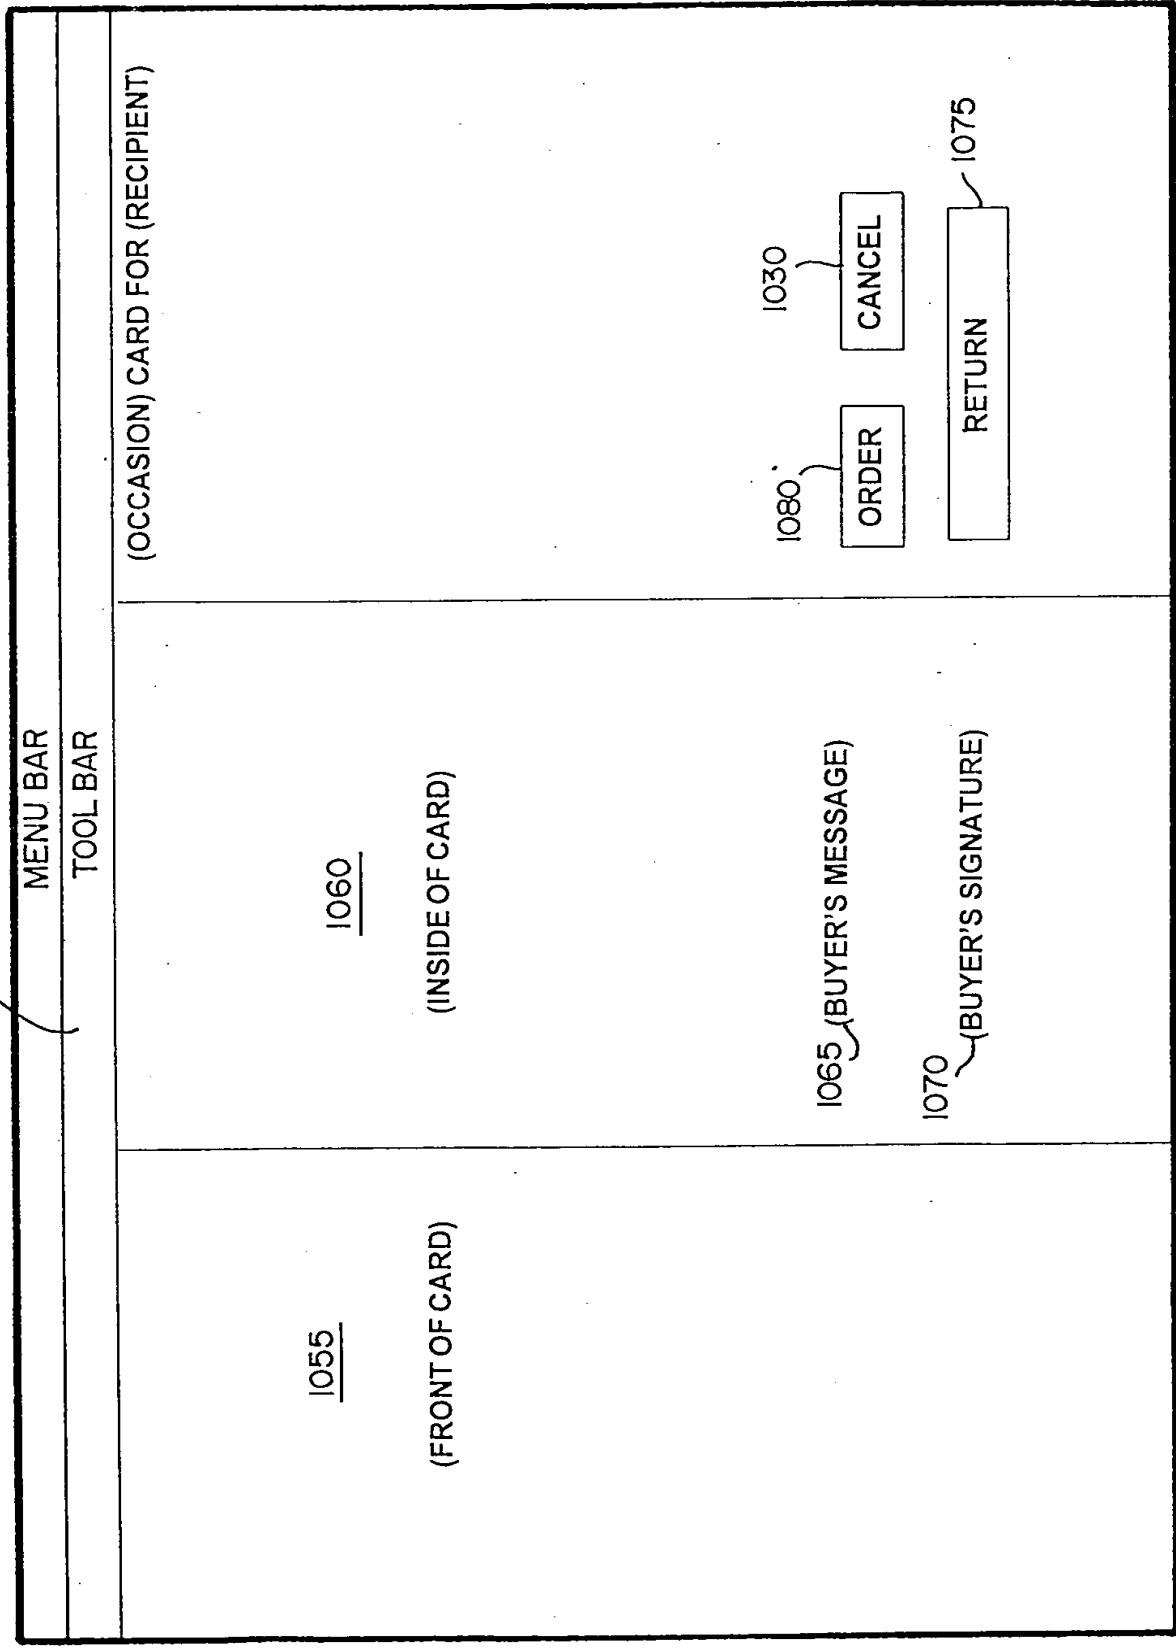 MENU BAR
TOOL BAR
1055
(FRONT OF CARD)
1060
(INSIDE OF CARD)
1065 (BUYER'S MESSAGE)
1070 (BUYER'S SIGNATURE)
(OCCASION) CARD FOR (RECIPIENT)
1080
ORDER
1030
CANCEL
RETURN
1075